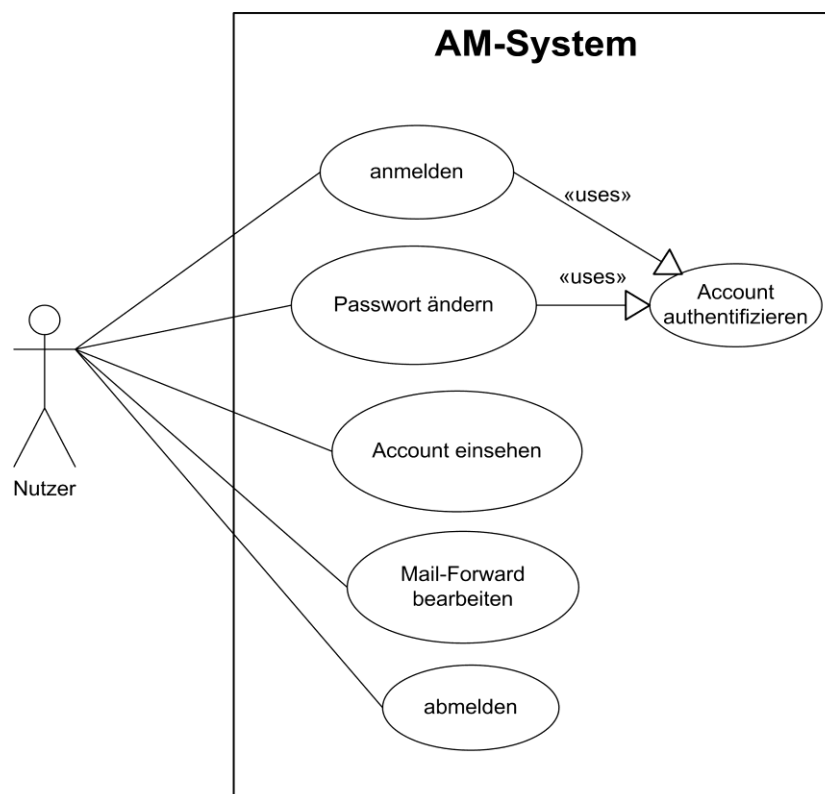 AM-System
anmelden
«uses»
Passwort ändern
«uses»
Account
authentifizieren
Account einsehen
Nutzer
Mail-Forward
bearbeiten
abmelden